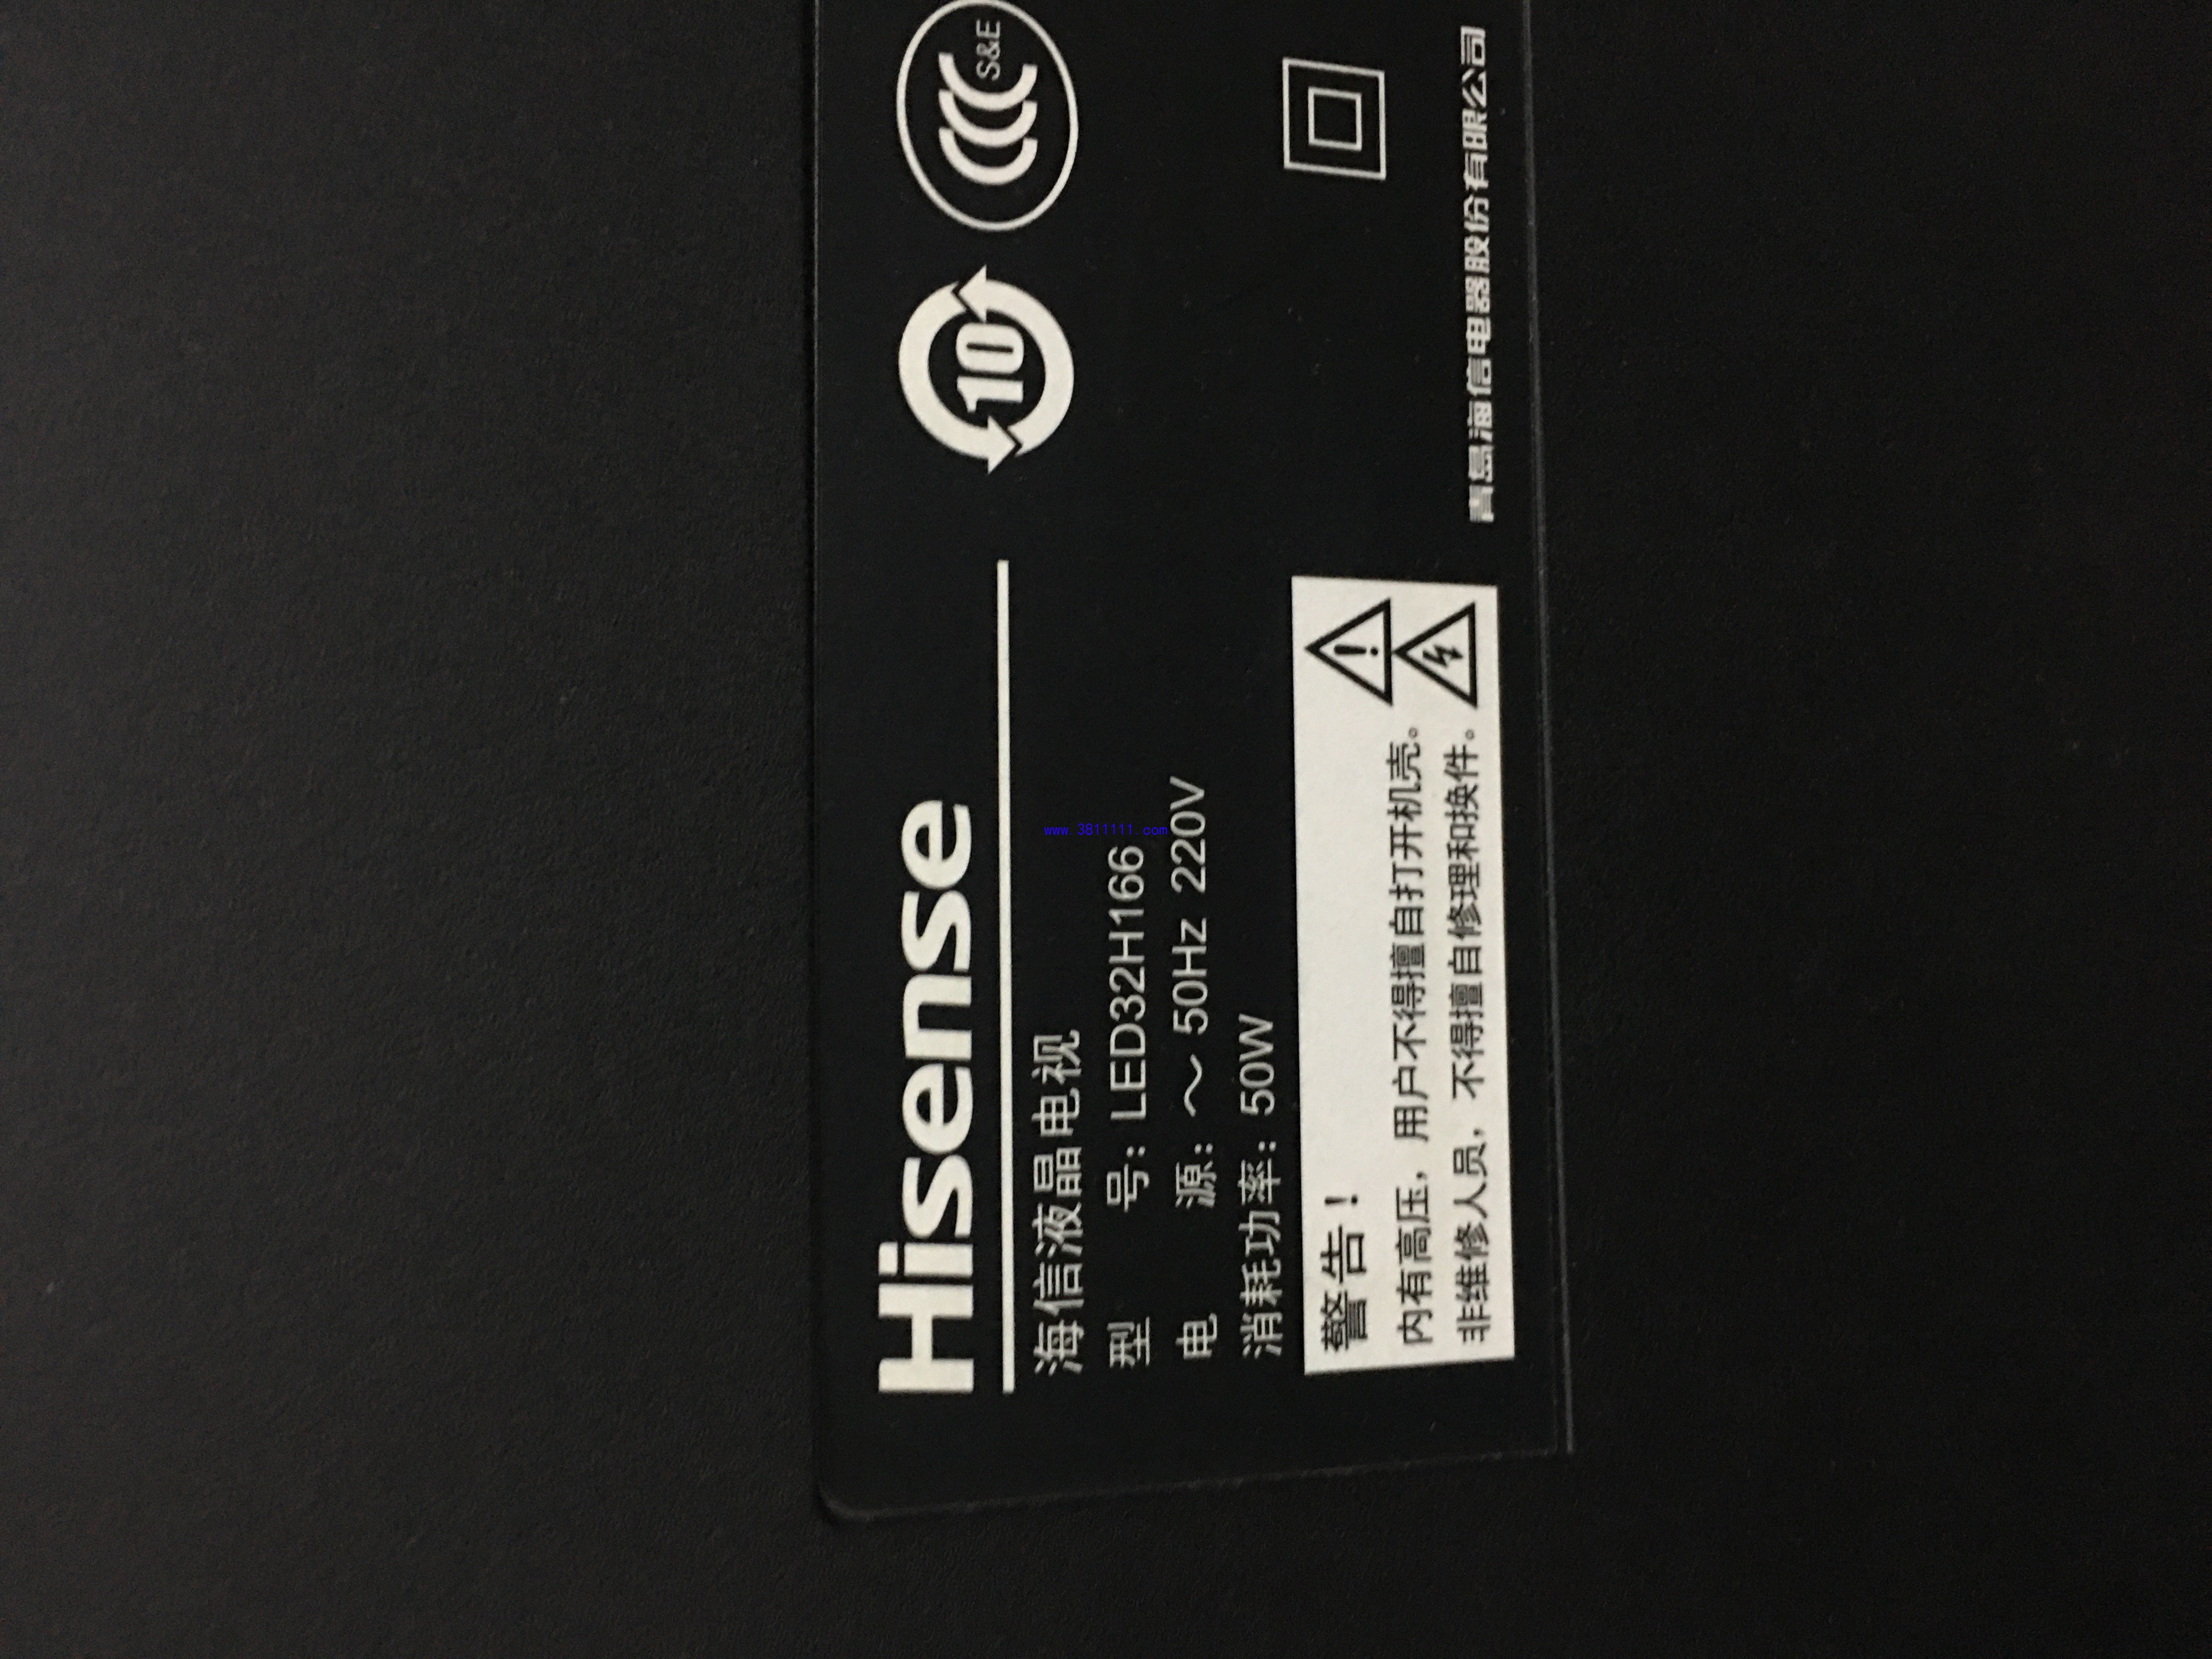 Hisense
海信液晶电视
型 号: LED32H166
电 源: ～ 50Hz 220V
消耗功率: 50W
警告！
内有高压，用户不得擅自打开机壳。
非维修人员，不得擅自修理和换件。
10
S&E
青岛海信电器股份有限公司
www.3811111.com